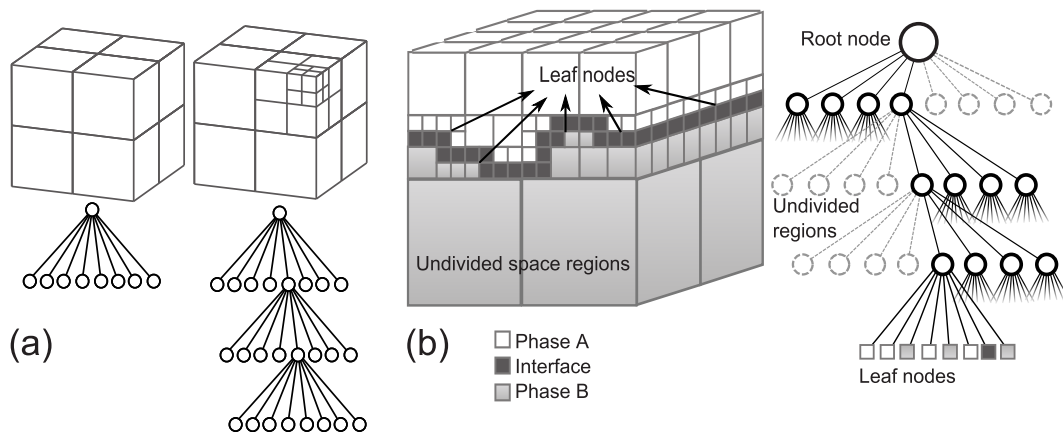 (a)
Leaf nodes
Undivided space regions
(b)
Phase A
Interface
Phase B
Root node
Undivided
regions
Leaf nodes